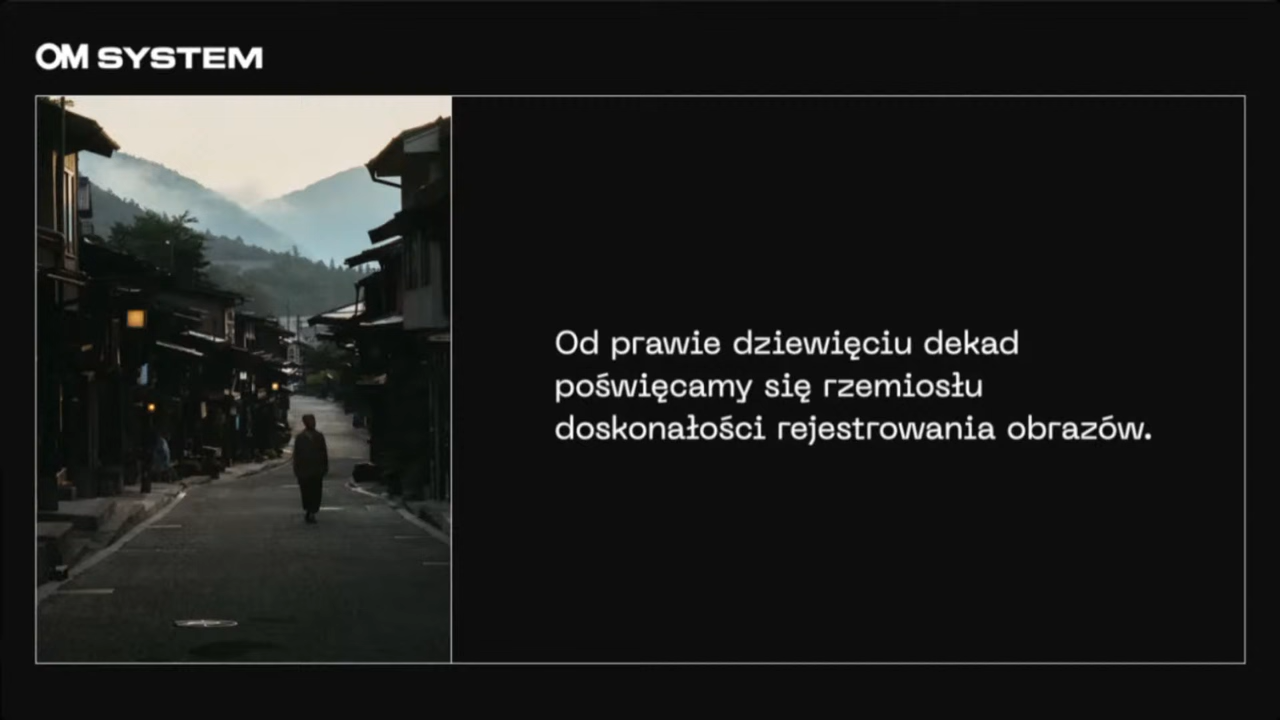 OM SYSTEM
Od prawie dziewięciu dekad
poświęcamy się rzemiosłu
doskonałości rejestrowania obrazów.